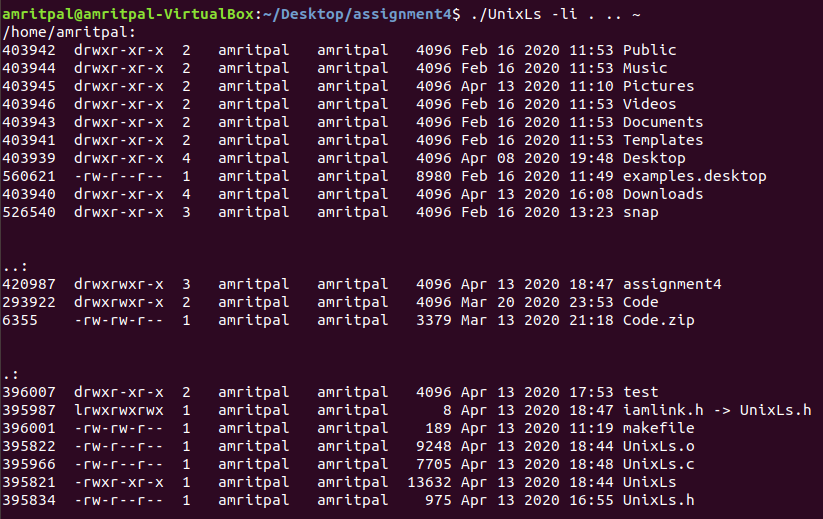 amritpal@amritpal-VirtualBox:~/Desktop/assignment4$ ./UnixLs -li . .. ~
/home/amritpal:
403942  drwxr-xr-x  2   amritpal   amritpal   4096 Feb 16 2020 11:53 Public
403944  drwxr-xr-x  2   amritpal   amritpal   4096 Feb 16 2020 11:53 Music
403945  drwxr-xr-x  2   amritpal   amritpal   4096 Apr 13 2020 11:10 Pictures
403946  drwxr-xr-x  2   amritpal   amritpal   4096 Feb 16 2020 11:53 Videos
403943  drwxr-xr-x  2   amritpal   amritpal   4096 Feb 16 2020 11:53 Documents
403941  drwxr-xr-x  2   amritpal   amritpal   4096 Feb 16 2020 11:53 Templates
403939  drwxr-xr-x  4   amritpal   amritpal   4096 Apr 08 2020 19:48 Desktop
560621  -rw-r--r--  1   amritpal   amritpal   8980 Feb 16 2020 11:49 examples.desktop
403940  drwxr-xr-x  4   amritpal   amritpal   4096 Apr 13 2020 16:08 Downloads
526540  drwxr-xr-x  3   amritpal   amritpal   4096 Feb 16 2020 13:23 snap
..:
420987  drwxrwxr-x  3   amritpal   amritpal   4096 Apr 13 2020 18:47 assignment4
293922  drwxrwxr-x  2   amritpal   amritpal   4096 Mar 20 2020 23:53 Code
6355    -rw-rw-r--  1   amritpal   amritpal   3379 Mar 13 2020 21:18 Code.zip
.:
396007  drwxr-xr-x  2   amritpal   amritpal   4096 Apr 13 2020 17:53 test
395987  lrwxrwxrwx  1   amritpal   amritpal      8 Apr 13 2020 18:47 iamlink.h -> UnixLs.h
396001  -rw-rw-r--  1   amritpal   amritpal    189 Apr 13 2020 11:19 makefile
395822  -rw-r--r--  1   amritpal   amritpal   9248 Apr 13 2020 18:44 UnixLs.o
395966  -rw-r--r--  1   amritpal   amritpal   7705 Apr 13 2020 18:48 UnixLs.c
395821  -rwxr-xr-x  1   amritpal   amritpal  13632 Apr 13 2020 18:44 UnixLs
395834  -rw-r--r--  1   amritpal   amritpal    975 Apr 13 2020 16:55 UnixLs.h